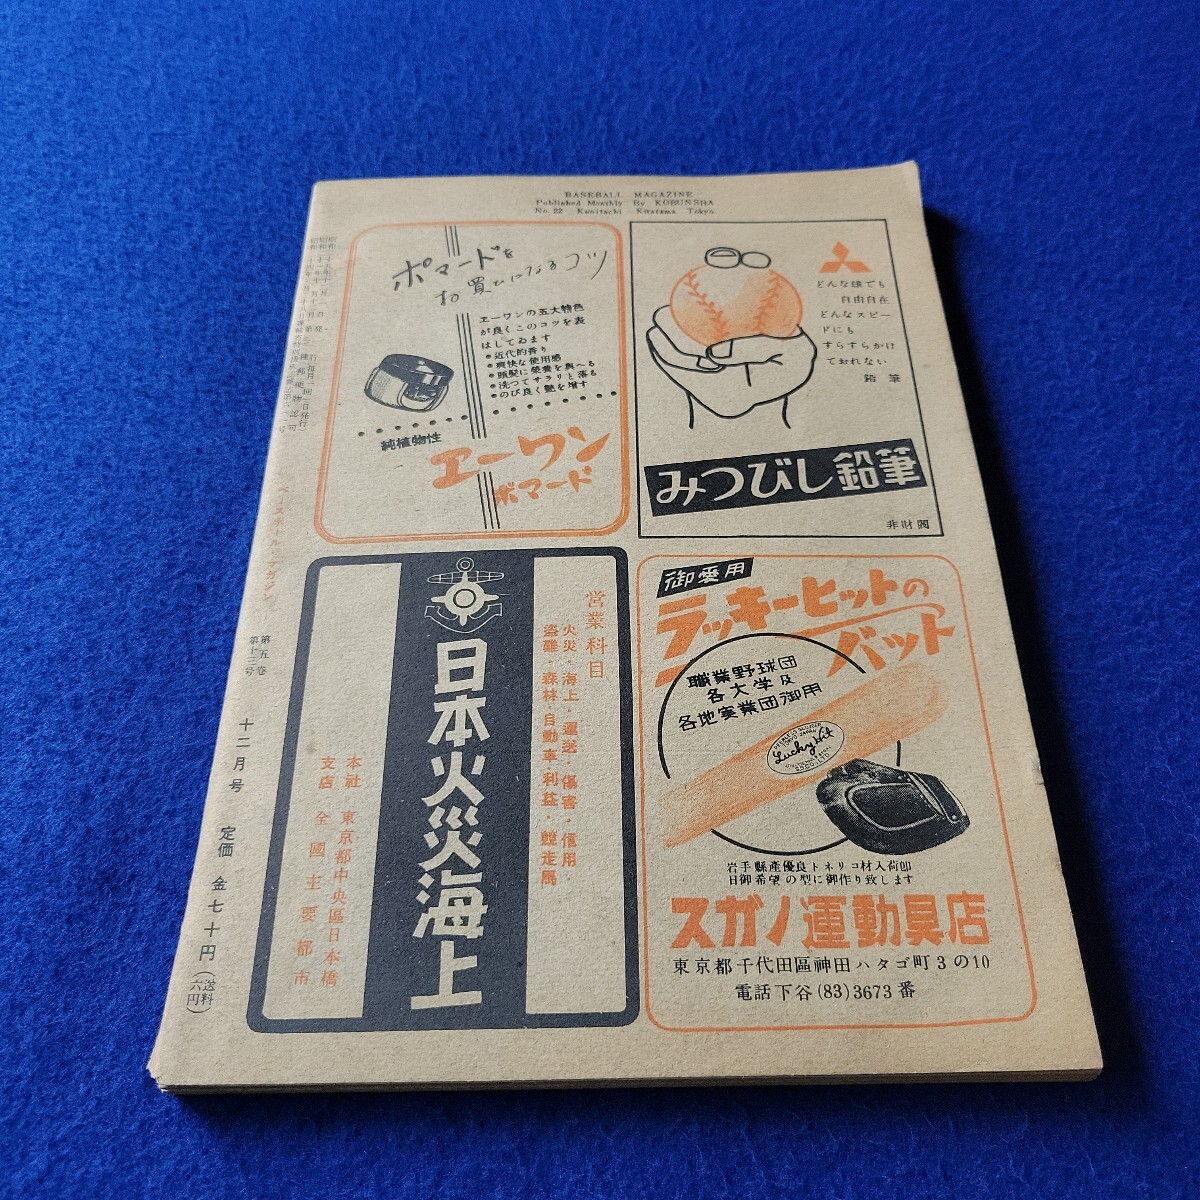 BASEBALL MAGAZINE
Published Monthly By KOBUNSHA
No.22 Kunitachi Kitatama Tokyo
ポマードを
お買ひになるコツ
エーワンの五大特色
が良くこのコツを表
はしてゐます
●近代的香り
●爽快な使用感
●頭髪に榮養を與へる
●洗つてサラリと落る
●のび良く艶を増す
純植物性
エーワン
ポマード
どんな球でも
自由自在
どんなスピー
ドにも
すらすらかけ
ておれない
鉛筆
みつびし鉛筆
非財閥
営業科目
火災・海上・運送・傷害・信用・
盗難・森林・自動車・利益・競走馬
日本火災海上
本社 東京都中央區日本橋
支店 全國主要都市
御愛用
ラッキーヒットの
バット
職業野球団
各大学及
各地実業団御用
Lucky Hit
岩手縣産優良トネリコ材入荷即
日御希望の型に御作り致します
スガノ運動具店
東京都千代田區神田ハタゴ町3の10
電話下谷(83)3673番
ベースボール・マガジン
第五卷
第十三号
十二月号
定価 金七十円
(送料六円)